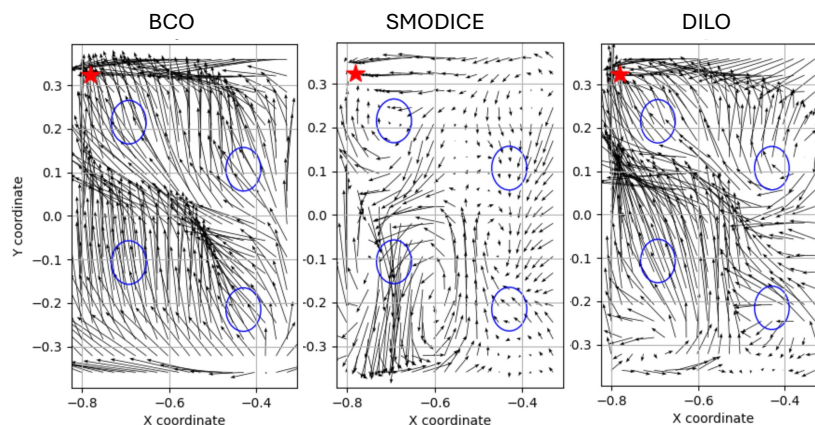 BCO SMODICE DILO
0.3 0.3 0.3
0.2 0.2 0.2
0.1 0.1 0.1
Y coordinate
0.0 0.0 0.0
−0.1 −0.1 0.1
−0.2 −0.2 0.2
−0.3 −0.3 0.3
−0.8 −0.6 −0.4 −0.8 −0.6 −0.4 −0.8 −0.6 −0.4
X coordinate X coordinate X coordinate